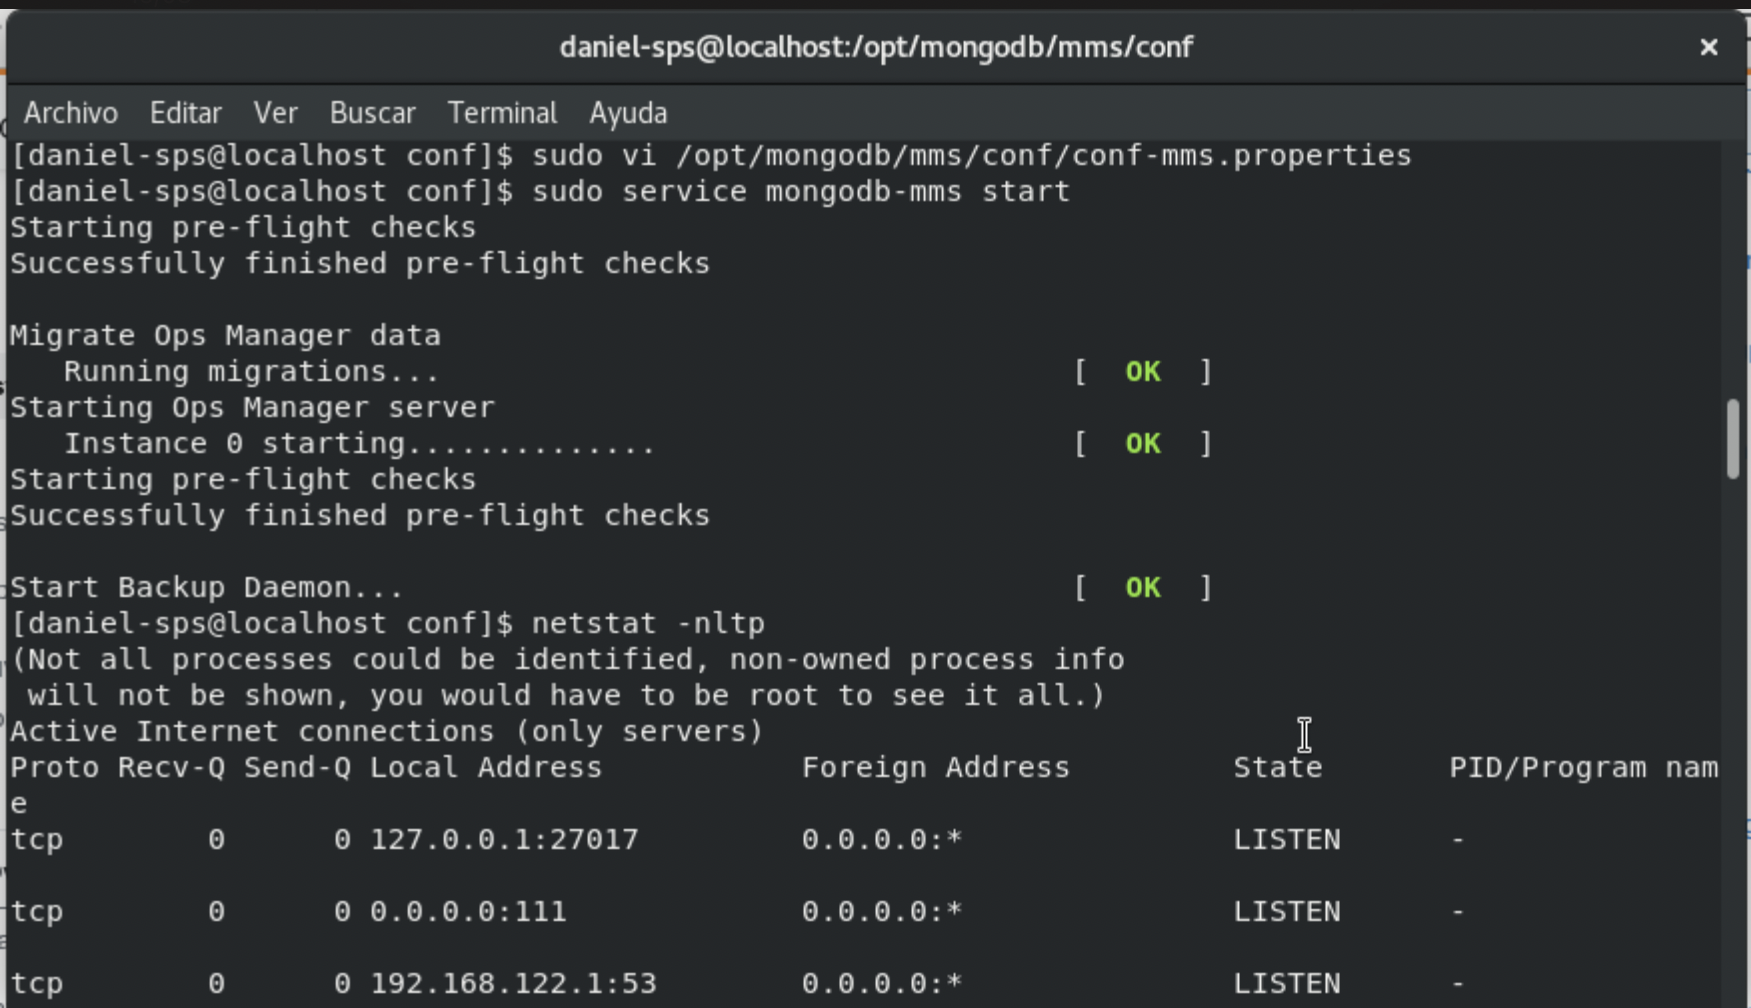 daniel-sps@localhost:/opt/mongodb/mms/conf ×
Archivo Editar Ver Buscar Terminal Ayuda
[daniel-sps@localhost conf]$ sudo vi /opt/mongodb/mms/conf/conf-mms.properties
[daniel-sps@localhost conf]$ sudo service mongodb-mms start
Starting pre-flight checks
Successfully finished pre-flight checks
Migrate Ops Manager data
   Running migrations...                                   [  OK  ]
Starting Ops Manager server
   Instance 0 starting..............                       [  OK  ]
Starting pre-flight checks
Successfully finished pre-flight checks
Start Backup Daemon...                                     [  OK  ]
[daniel-sps@localhost conf]$ netstat -nltp
(Not all processes could be identified, non-owned process info
 will not be shown, you would have to be root to see it all.)
Active Internet connections (only servers)
Proto Recv-Q Send-Q Local Address           Foreign Address         State       PID/Program nam
e
tcp        0      0 127.0.0.1:27017         0.0.0.0:*               LISTEN      -
tcp        0      0 0.0.0.0:111             0.0.0.0:*               LISTEN      -
tcp        0      0 192.168.122.1:53        0.0.0.0:*               LISTEN      -